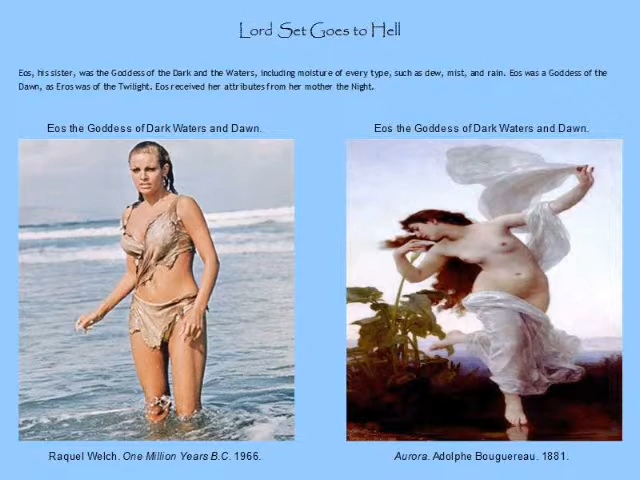 Lord Set Goes to Hell
Eos, his sister, was the Goddess of the Dark and the Waters, including moisture of every type, such as dew, mist, and rain. Eos was a Goddess of the
Dawn, as Eros was of the Twilight. Eos received her attributes from her mother the Night.
Eos the Goddess of Dark Waters and Dawn.
Eos the Goddess of Dark Waters and Dawn.
Raquel Welch. One Million Years B.C. 1966.
Aurora. Adolphe Bouguereau. 1881.